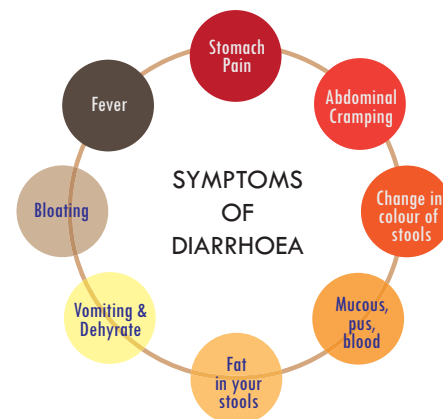 Stomach
Pain
Abdominal
Cramping
Change in
colour of
stools
Mucous,
pus,
blood
Fat
in your
stools
Vomiting &
Dehyrate
Bloating
Fever
SYMPTOMS
OF
DIARRHOEA